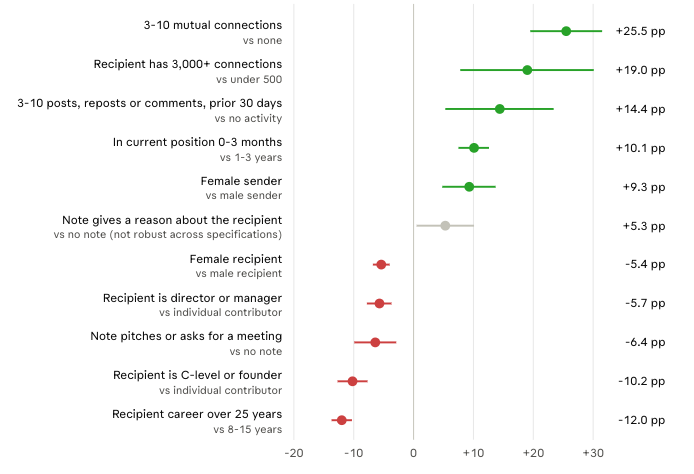 3-10 mutual connections
vs none
+25.5 pp
Recipient has 3,000+ connections
vs under 500
+19.0 pp
3-10 posts, reposts or comments, prior 30 days
vs no activity
+14.4 pp
In current position 0-3 months
vs 1-3 years
+10.1 pp
Female sender
vs male sender
+9.3 pp
Note gives a reason about the recipient
vs no note (not robust across specifications)
+5.3 pp
Female recipient
vs male recipient
-5.4 pp
Recipient is director or manager
vs individual contributor
-5.7 pp
Note pitches or asks for a meeting
vs no note
-6.4 pp
Recipient is C-level or founder
vs individual contributor
-10.2 pp
Recipient career over 25 years
vs 8-15 years
-12.0 pp
-20 -10 0 +10 +20 +30